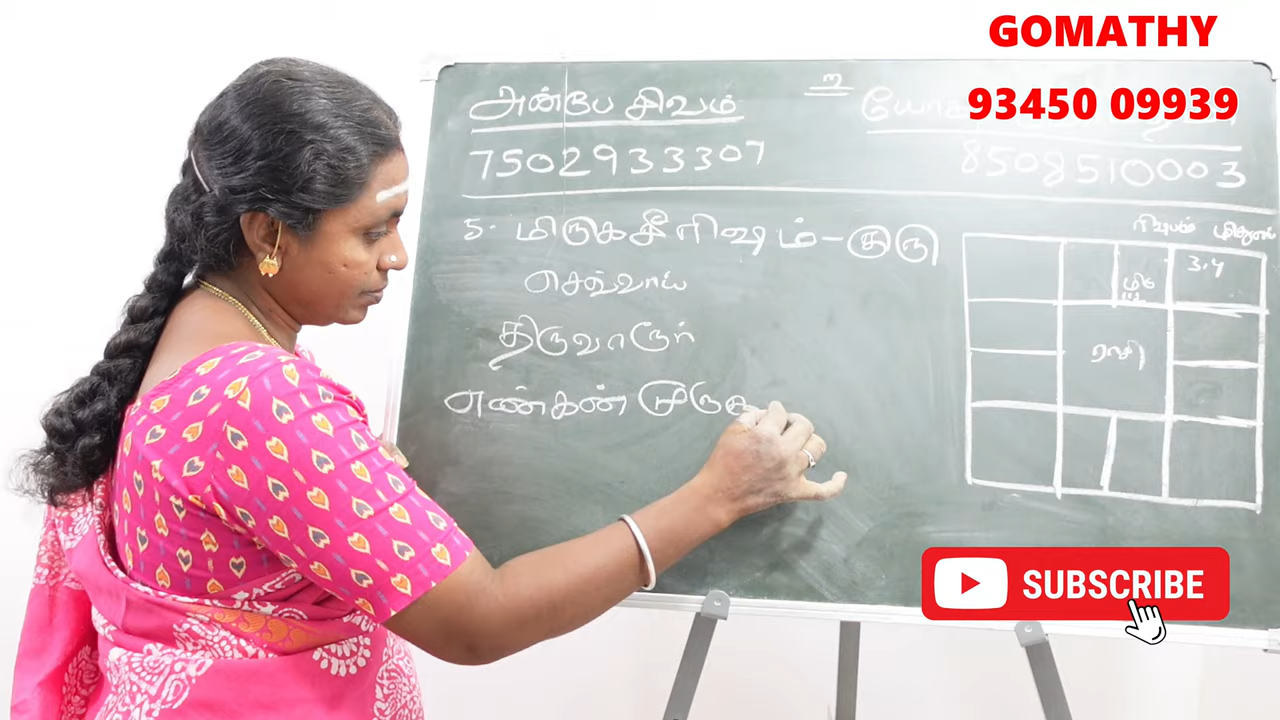 GOMATHY
93450 09939
உ
அன்பே சிவம்
7502933307
8508510003
5. மிருகசீரிஷம் - குரு
செவ்வாய்
திருவாரூர்
எண்கண் முருக
ரிஷபம் மிதுனம்
3,4
மிரு
ராசி
SUBSCRIBE